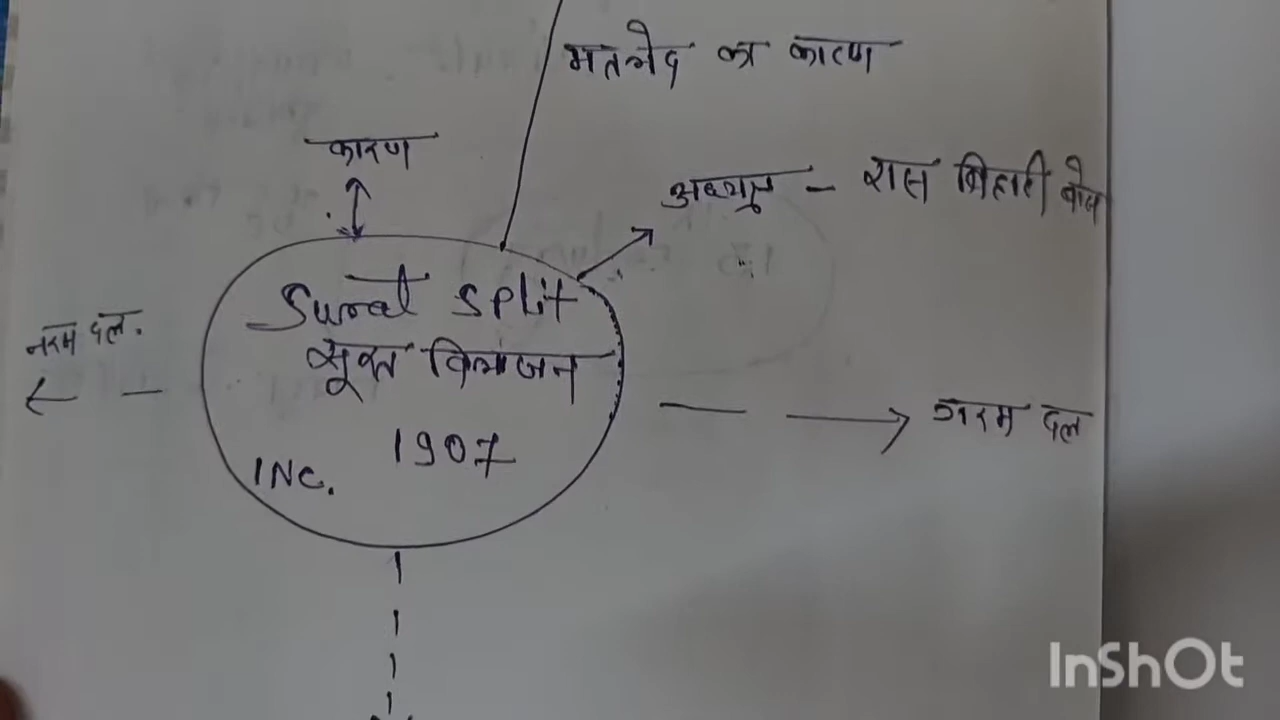 मतभेद का कारण
कारण
अध्यक्ष - रास बिहारी बोस
Surat split
सूरत विभाजन
1907
INC.
नरम दल.
गरम दल
InShOt